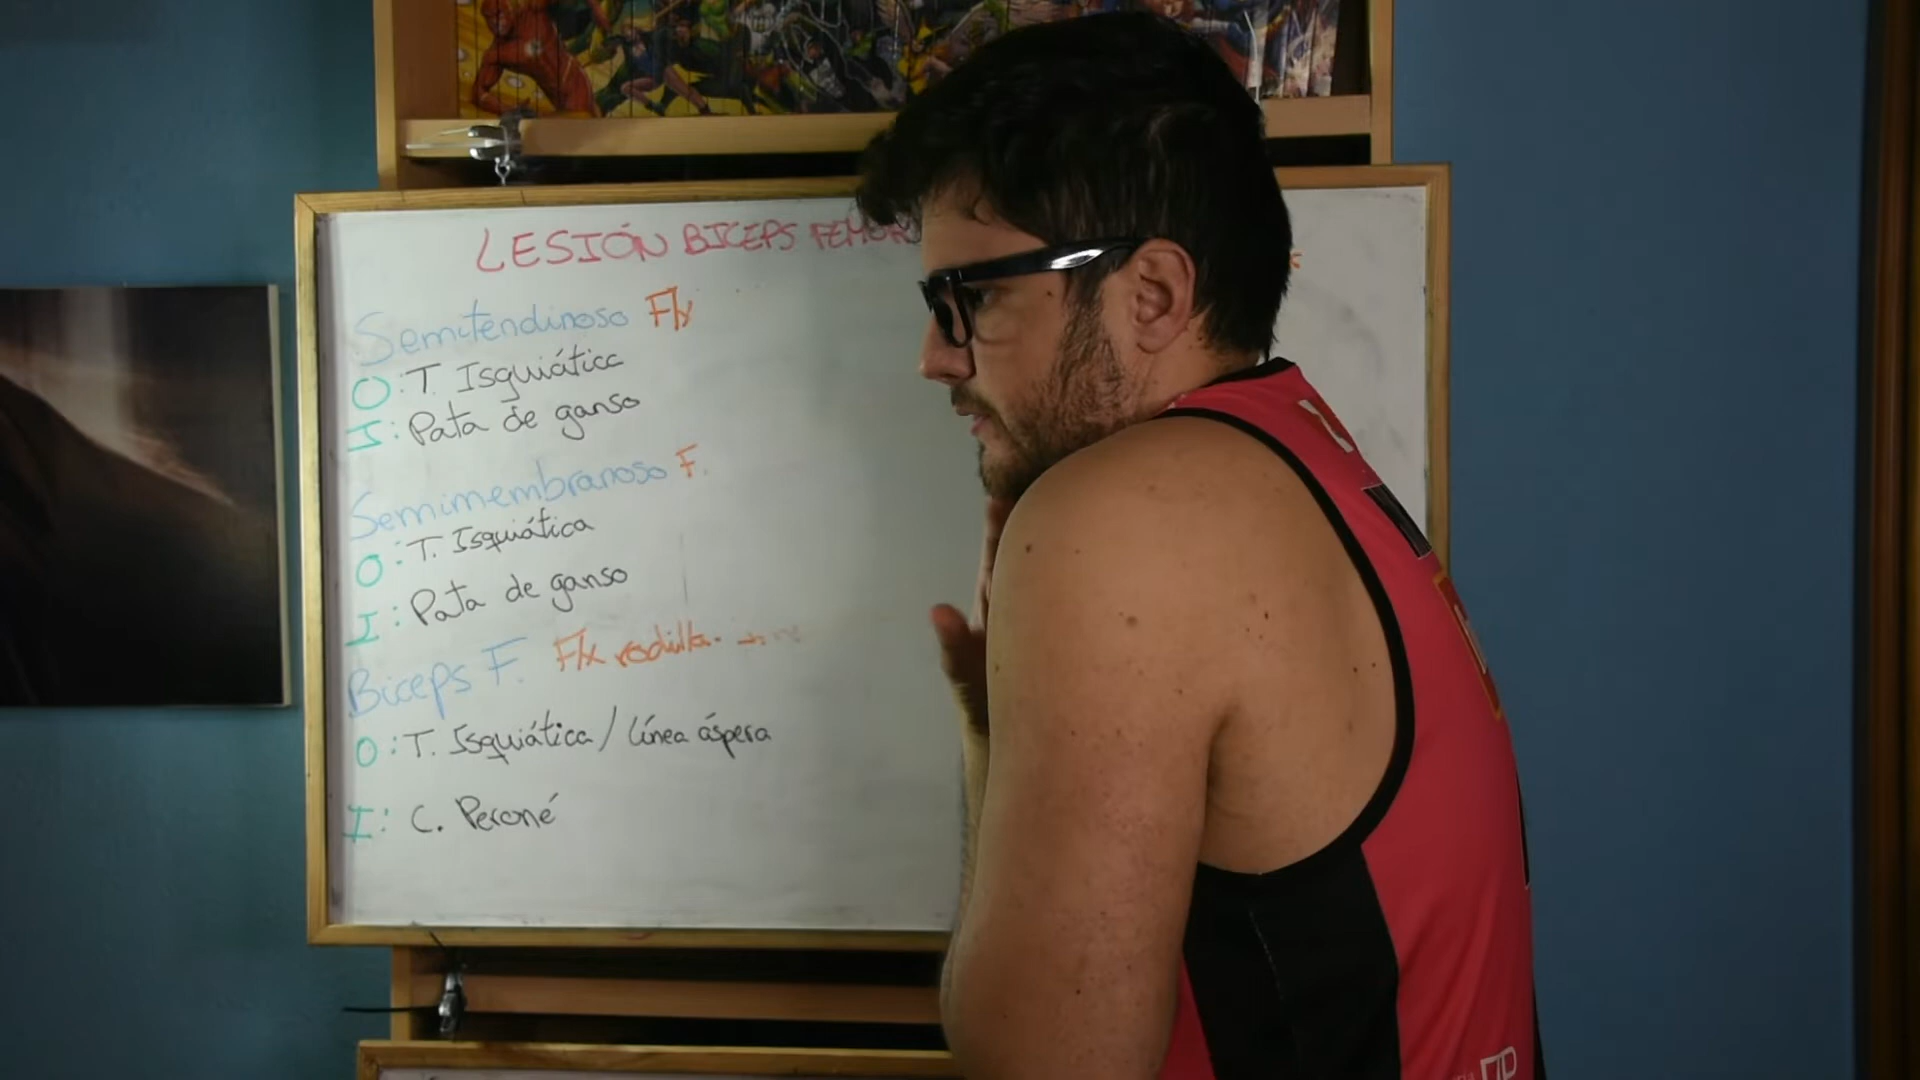 LESIÓN BICEPS FEMOR
Semitendinoso Flx
O: T. Isquiática
I: Pata de ganso
Semimembranoso F.
O: T. Isquiática
I: Pata de ganso
Biceps F. Flx rodilla. →
O: T. Isquiática / línea áspera
I: C. Peroné